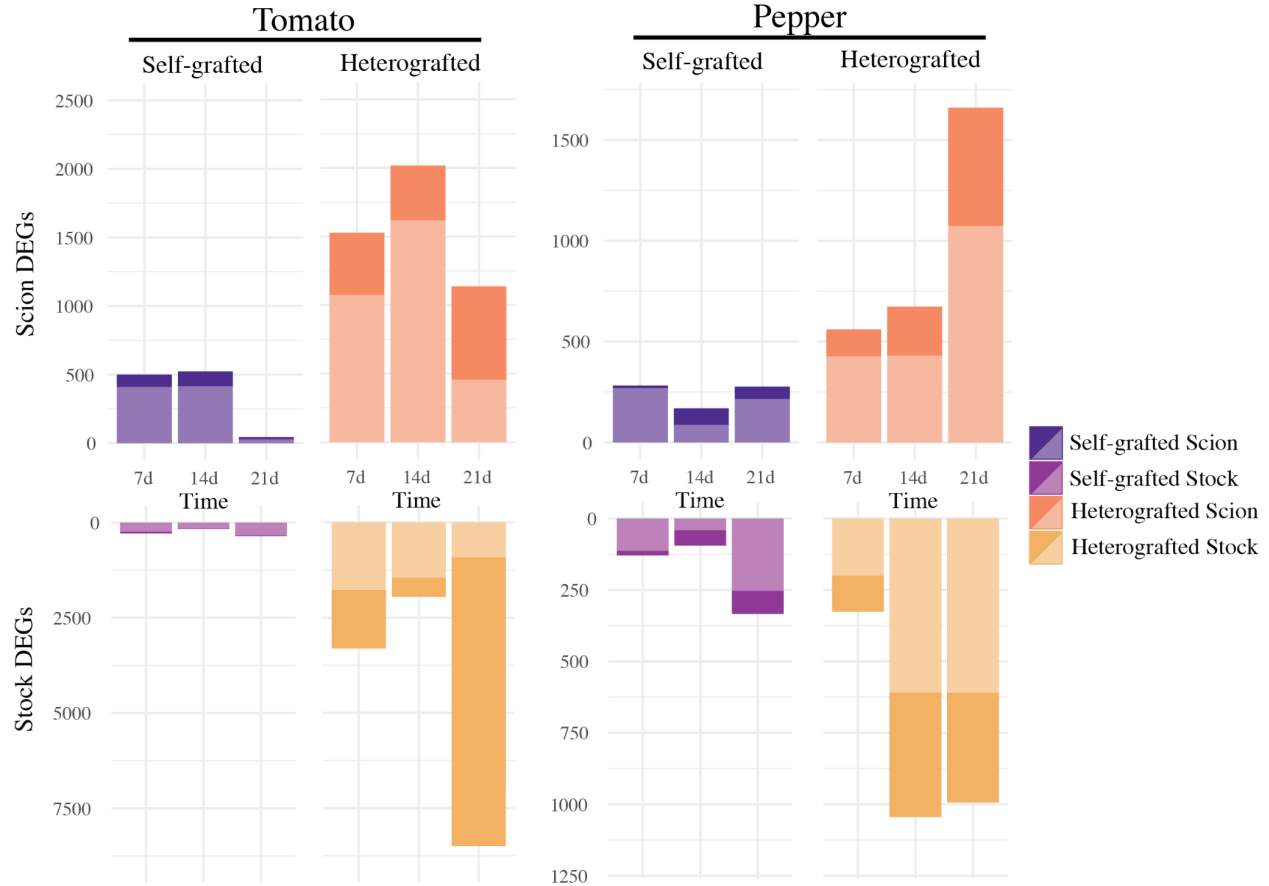 Tomato
Pepper
Self-grafted
Heterografted
Self-grafted
Heterografted
Scion DEGs
2500
2000
1500
1000
500
0
1500
1000
500
0
7d 14d 21d
7d 14d 21d
7d 14d 21d
7d 14d 21d
Time
Time
Time
Time
Stock DEGs
0
2500
5000
7500
0
250
500
750
1000
1250
Self-grafted Scion
Self-grafted Stock
Heterografted Scion
Heterografted Stock